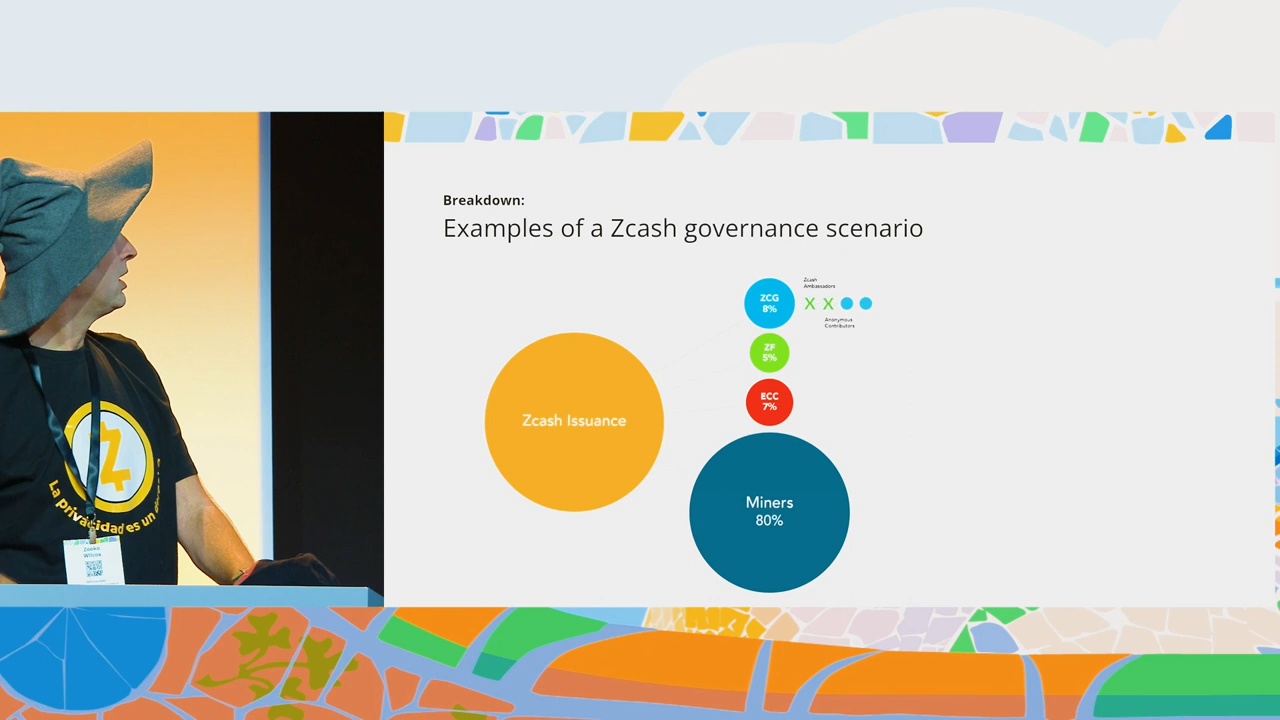 Breakdown:
Examples of a Zcash governance scenario
Zcash
Ambassadors
ZCG
8%
X X
Anonymous
Contributors
ZF
5%
ECC
7%
Zcash Issuance
Miners
80%
La privacidad es un
Zooko
Wilcox